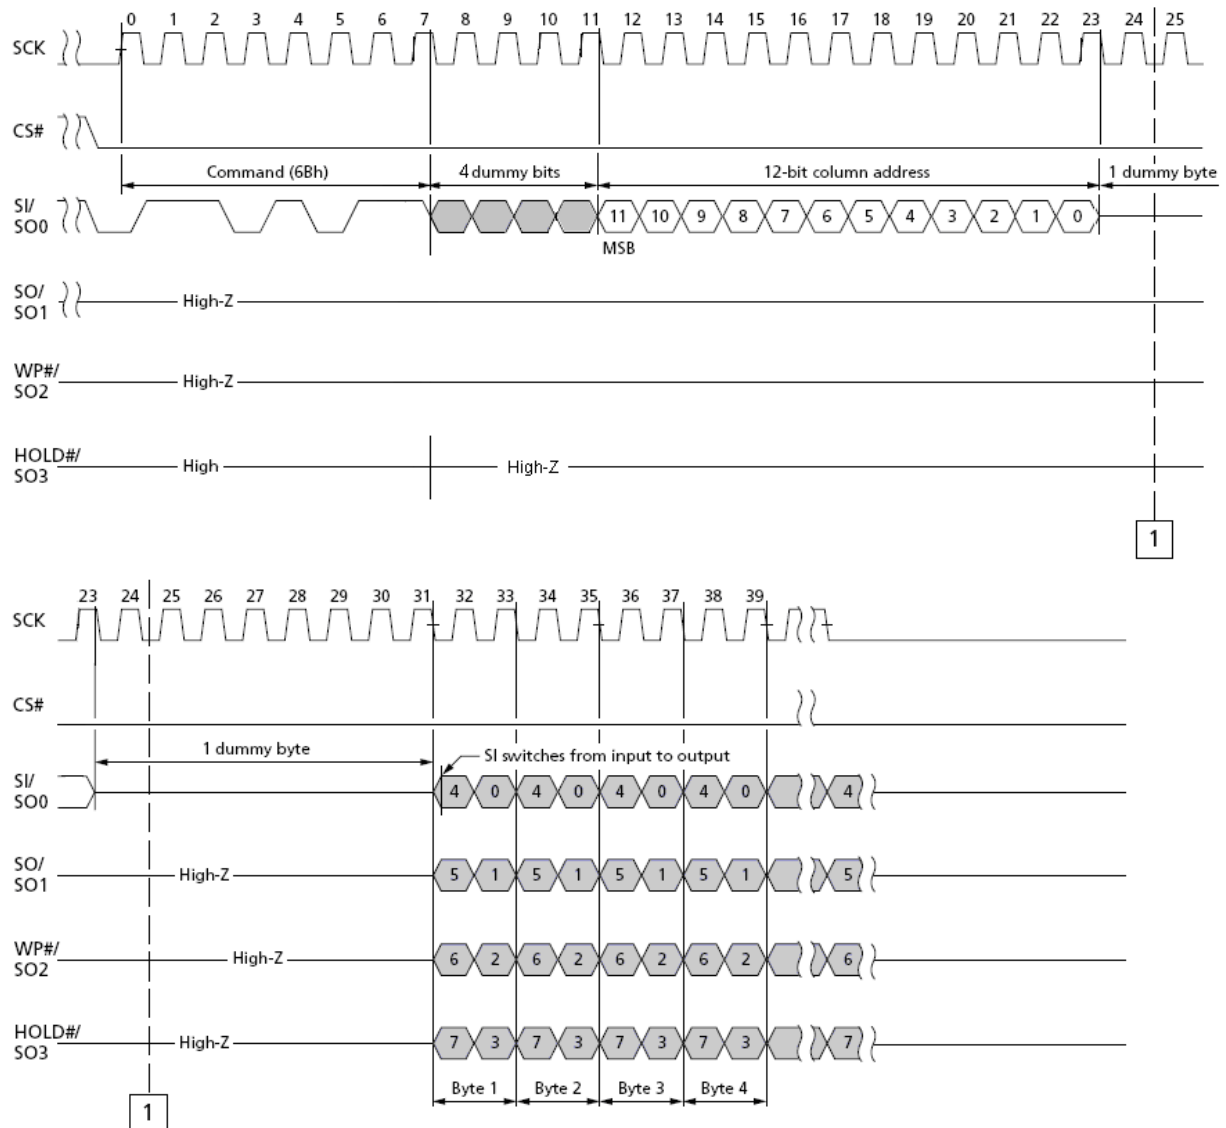 0 1 2 3 4 5 6 7 8 9 10 11 12 13 14 15 16 17 18 19 20 21 22 23 24 25
SCK
CS#
Command (6Bh) 4 dummy bits 12-bit column address 1 dummy byte
SI/
SO0
11 10 9 8 7 6 5 4 3 2 1 0
MSB
SO/
SO1
High-Z
WP#/
SO2
High-Z
HOLD#/
SO3
High High-Z
1
23 24 25 26 27 28 29 30 31 32 33 34 35 36 37 38 39
SCK
CS#
1 dummy byte
SI switches from input to output
SI/
SO0
4 0 4 0 4 0 4 0 4
SO/
SO1
High-Z 5 1 5 1 5 1 5 1 5
WP#/
SO2
High-Z 6 2 6 2 6 2 6 2 6
HOLD#/
SO3
High-Z 7 3 7 3 7 3 7 3 7
Byte 1 Byte 2 Byte 3 Byte 4
1